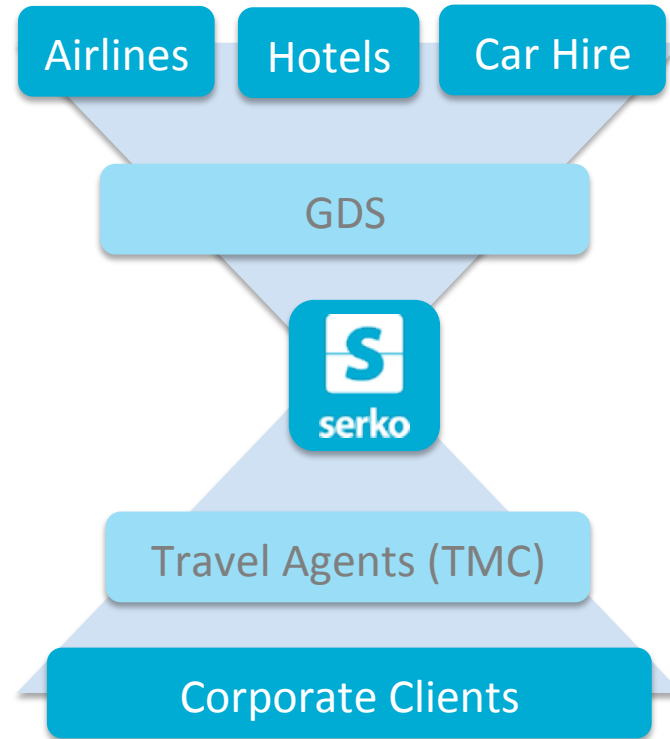 Airlines
Hotels
Car Hire
GDS
S
serko
Travel Agents (TMC)
Corporate Clients